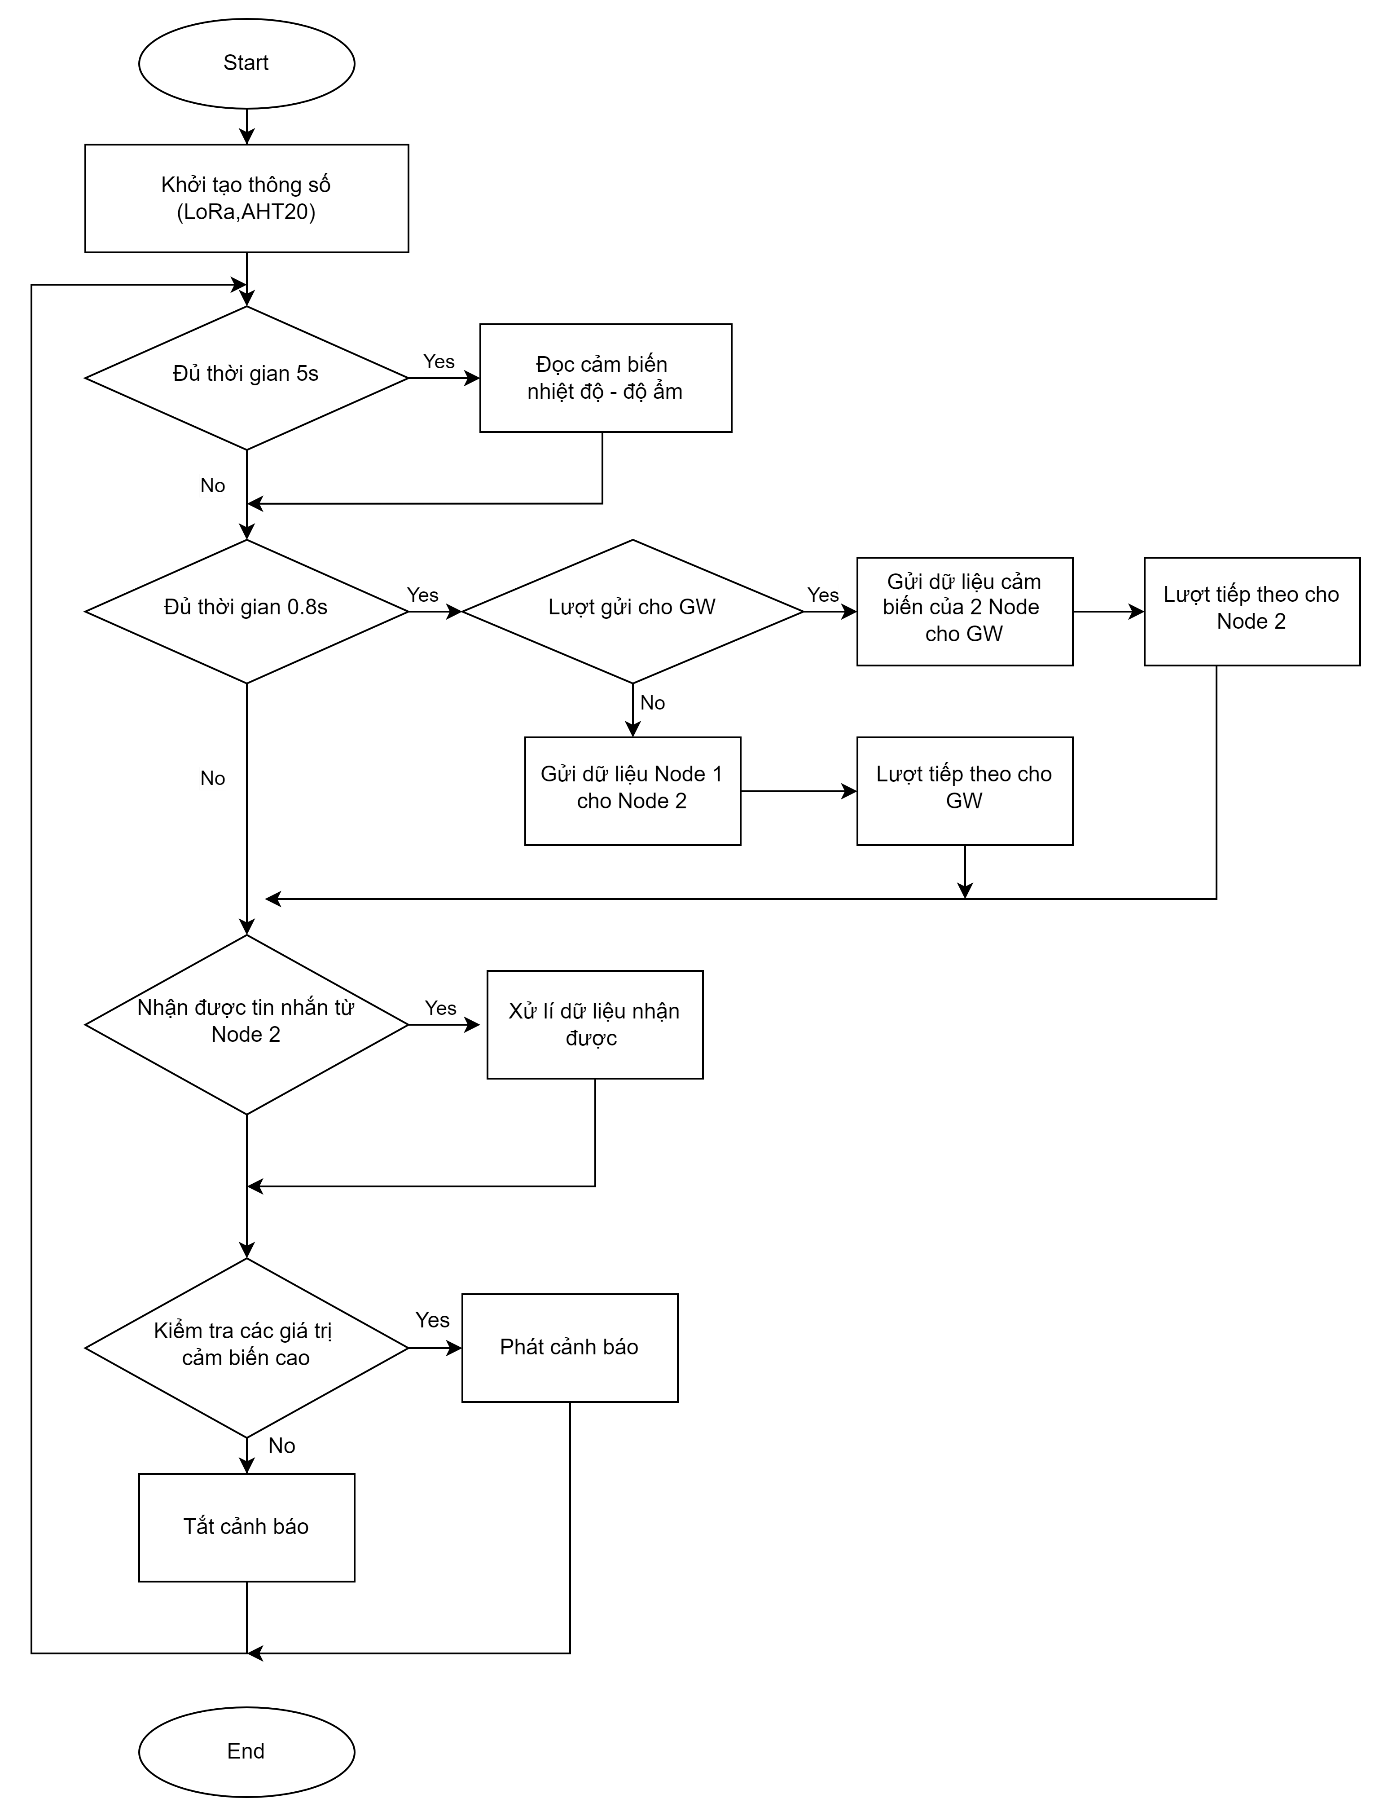 Start
Khởi tạo thông số
(LoRa,AHT20)
Đủ thời gian 5s
Yes
Đọc cảm biến
nhiệt độ - độ ẩm
No
Đủ thời gian 0.8s
Yes
Lượt gửi cho GW
Yes
Gửi dữ liệu cảm
biến của 2 Node
cho GW
Lượt tiếp theo cho
Node 2
No
No
Gửi dữ liệu Node 1
cho Node 2
Lượt tiếp theo cho
GW
Nhận được tin nhắn từ
Node 2
Yes
Xử lí dữ liệu nhận
được
Kiểm tra các giá trị
cảm biến cao
Yes
Phát cảnh báo
No
Tắt cảnh báo
End